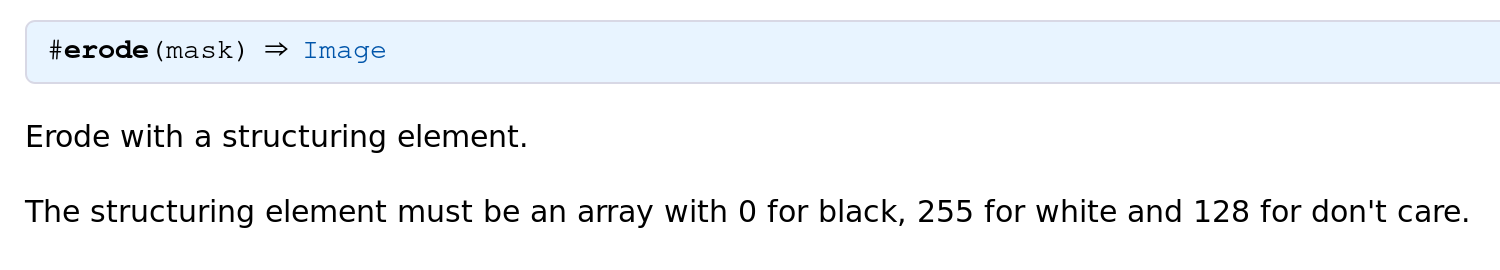 #erode(mask) ⇒ Image
Erode with a structuring element.
The structuring element must be an array with 0 for black, 255 for white and 128 for don't care.